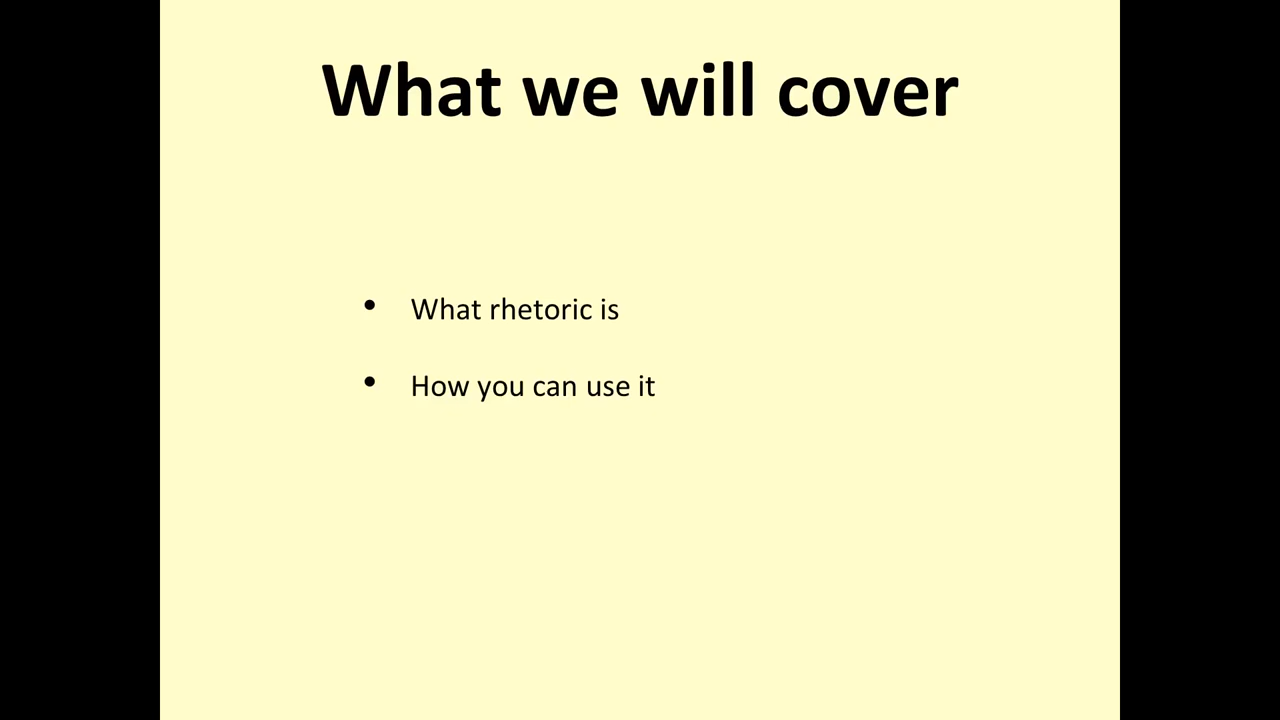 What we will cover
• What rhetoric is
• How you can use it